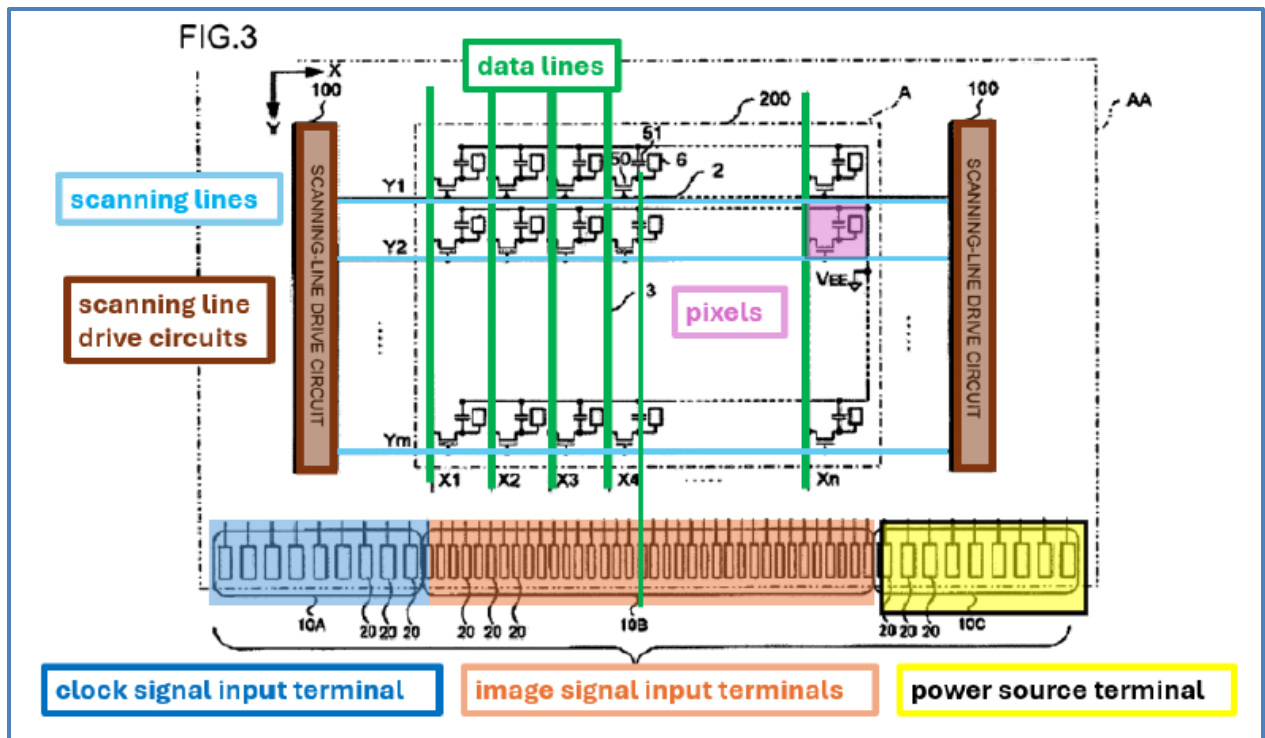 FIG.3
data lines
X
Y
100
200
A
100
AA
51
50
6
2
scanning lines
Y1
Y2
SCANNING-LINE DRIVE CIRCUIT
SCANNING-LINE DRIVE CIRCUIT
scanning line
drive circuits
VEE
3
pixels
Ym
X1 X2 X3 X4 Xn
10A 20 20 20 20 20 20 10B 20 20 20 10C
clock signal input terminal
image signal input terminals
power source terminal